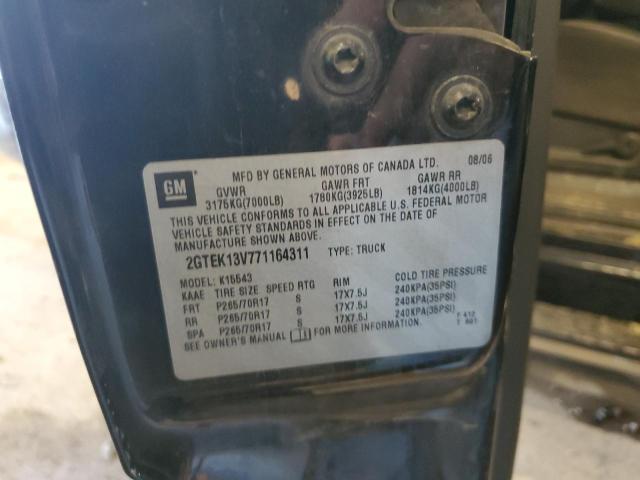 GM
MFD BY GENERAL MOTORS OF CANADA LTD. 08/06
GVWR GAWR FRT GAWR RR
3175KG(7000LB) 1780KG(3925LB) 1814KG(4000LB)
THIS VEHICLE CONFORMS TO ALL APPLICABLE U.S. FEDERAL MOTOR
VEHICLE SAFETY STANDARDS IN EFFECT ON THE DATE OF
MANUFACTURE SHOWN ABOVE.
2GTEK13V771164311 TYPE: TRUCK
MODEL: K15543
KAAE TIRE SIZE SPEED RTG RIM COLD TIRE PRESSURE
FRT P265/70R17 S 17X7.5J 240KPA(35PSI)
RR P265/70R17 S 17X7.5J 240KPA(35PSI)
SPA P265/70R17 S 17X7.5J 240KPA(35PSI)
SEE OWNER'S MANUAL FOR MORE INFORMATION.
F 412
T 601